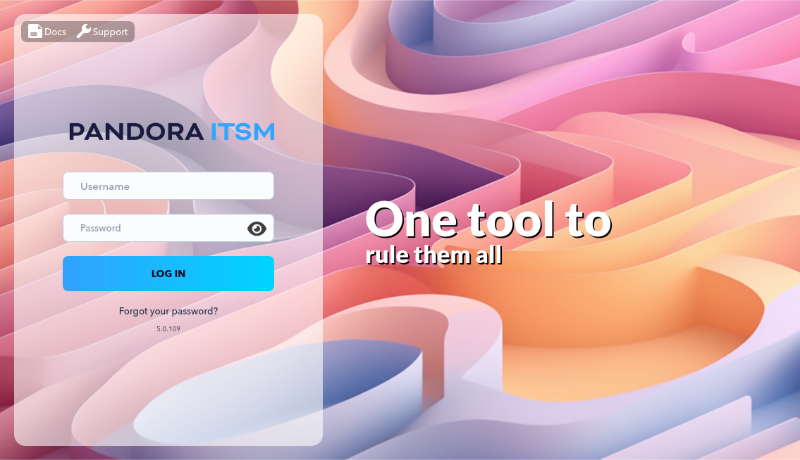 Docs Support
PANDORA ITSM
Username
Password
LOG IN
Forgot your password?
5.0.109
One tool to
rule them all